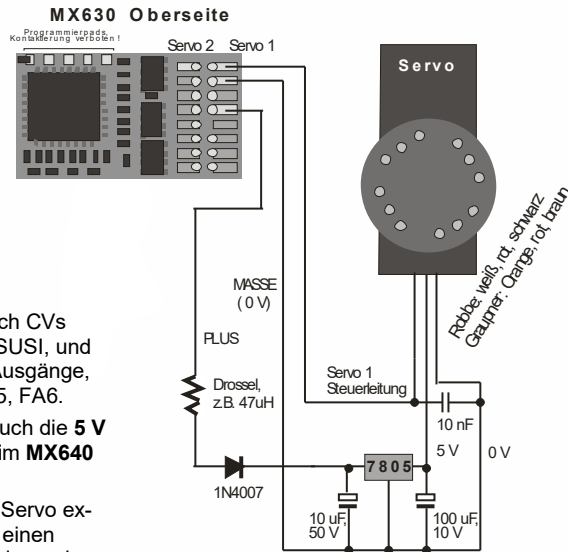 MX630 Oberseite
Programmierpads,
Kontaktierung verboten !
Servo 2 Servo 1
Servo
Robbe: weiß, rot, schwarz
Graupner: Orange, rot, braun
MASSE
( 0 V)
PLUS
Drossel,
z.B. 47uH
Servo 1
Steuerleitung
10 nF
5 V
0 V
7805
1N4007
10 uF,
50 V
100 uF,
10 V
ch CVs
SUSI, und
Ausgänge,
5, FA6.
uch die 5 V
im MX640
Servo ex-
einen